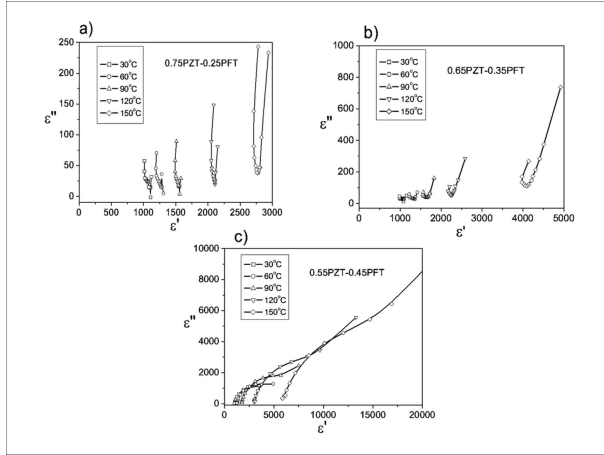 a)
0.75PZT-0.25PFT
30°C
60°C
90°C
120°C
150°C
250
200
150
100
50
0
ε"
0 500 1000 1500 2000 2500 3000
ε'
b)
0.65PZT-0.35PFT
30°C
60°C
90°C
120°C
150°C
1000
800
600
400
200
0
ε"
0 1000 2000 3000 4000 5000
ε'
c)
0.55PZT-0.45PFT
30°C
60°C
90°C
120°C
150°C
10000
8000
6000
4000
2000
0
ε"
0 5000 10000 15000 20000
ε'